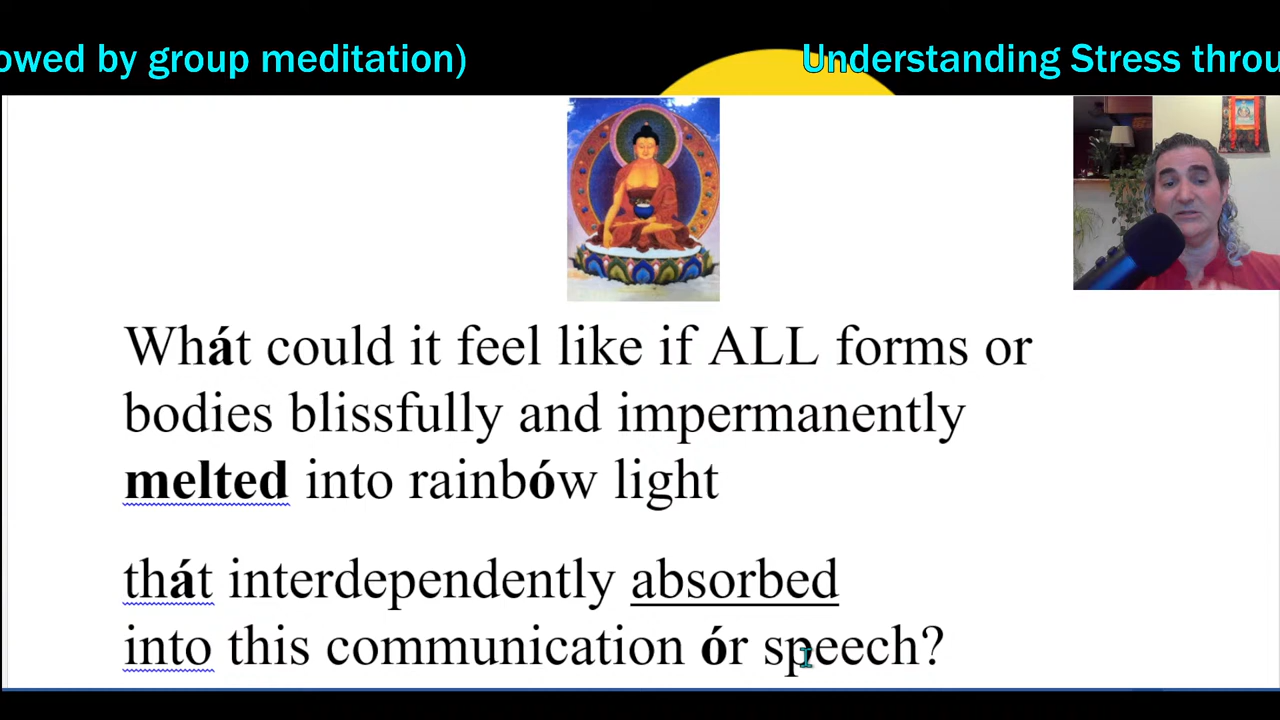 owed by group meditation) Understanding Stress throu
Whát could it feel like if ALL forms or
bodies blissfully and impermanently
melted into rainbów light
thát interdependently absorbed
into this communication ór speech?